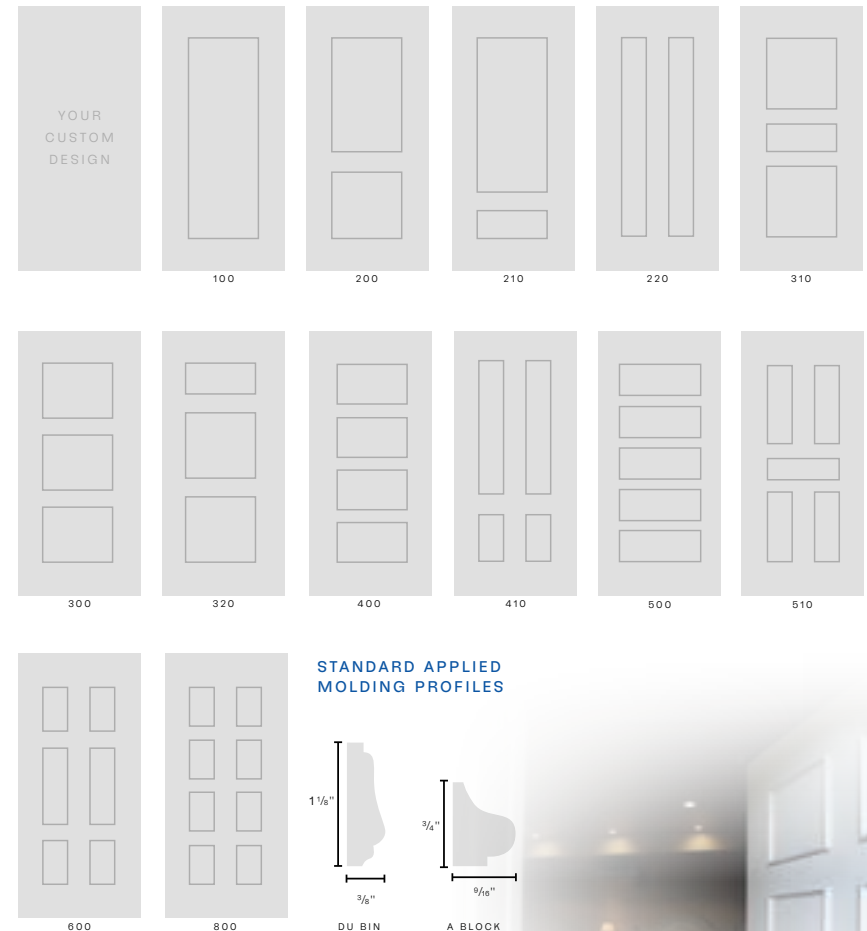 YOUR
CUSTOM
DESIGN
100
200
210
220
310
300
320
400
410
500
510
STANDARD APPLIED
MOLDING PROFILES
1 1/8"
3/4"
3/8"
9/16"
600
800
DU BIN
A BLOCK